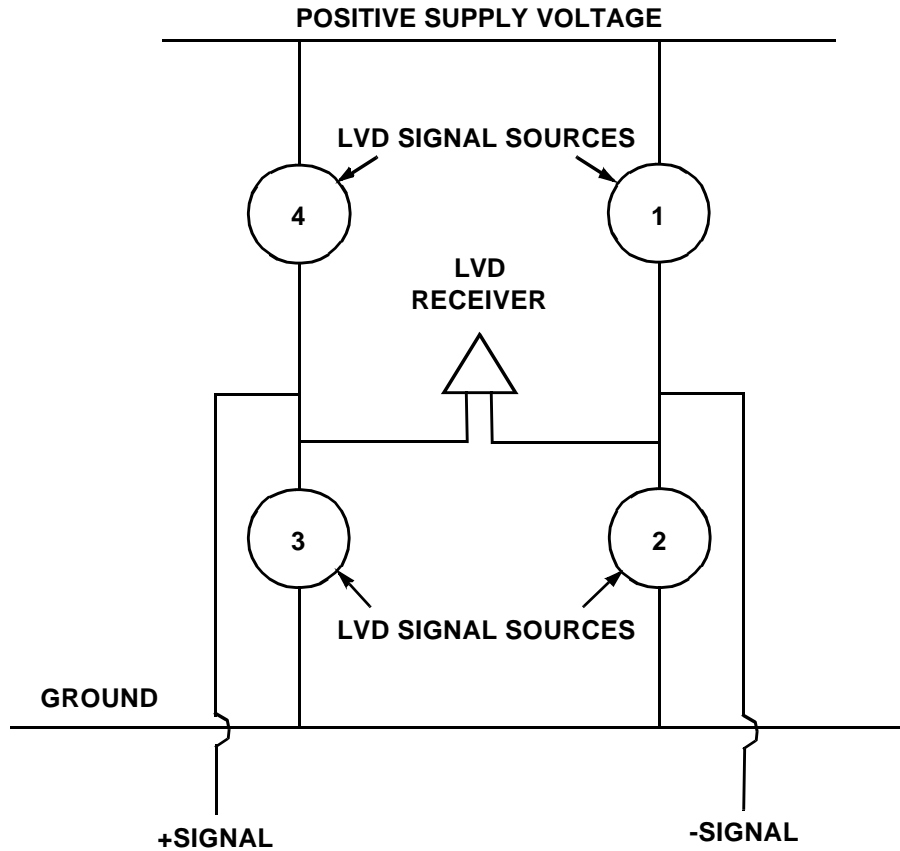 POSITIVE SUPPLY VOLTAGE
LVD SIGNAL SOURCES
4
1
LVD
RECEIVER
3
2
LVD SIGNAL SOURCES
GROUND
+SIGNAL
-SIGNAL